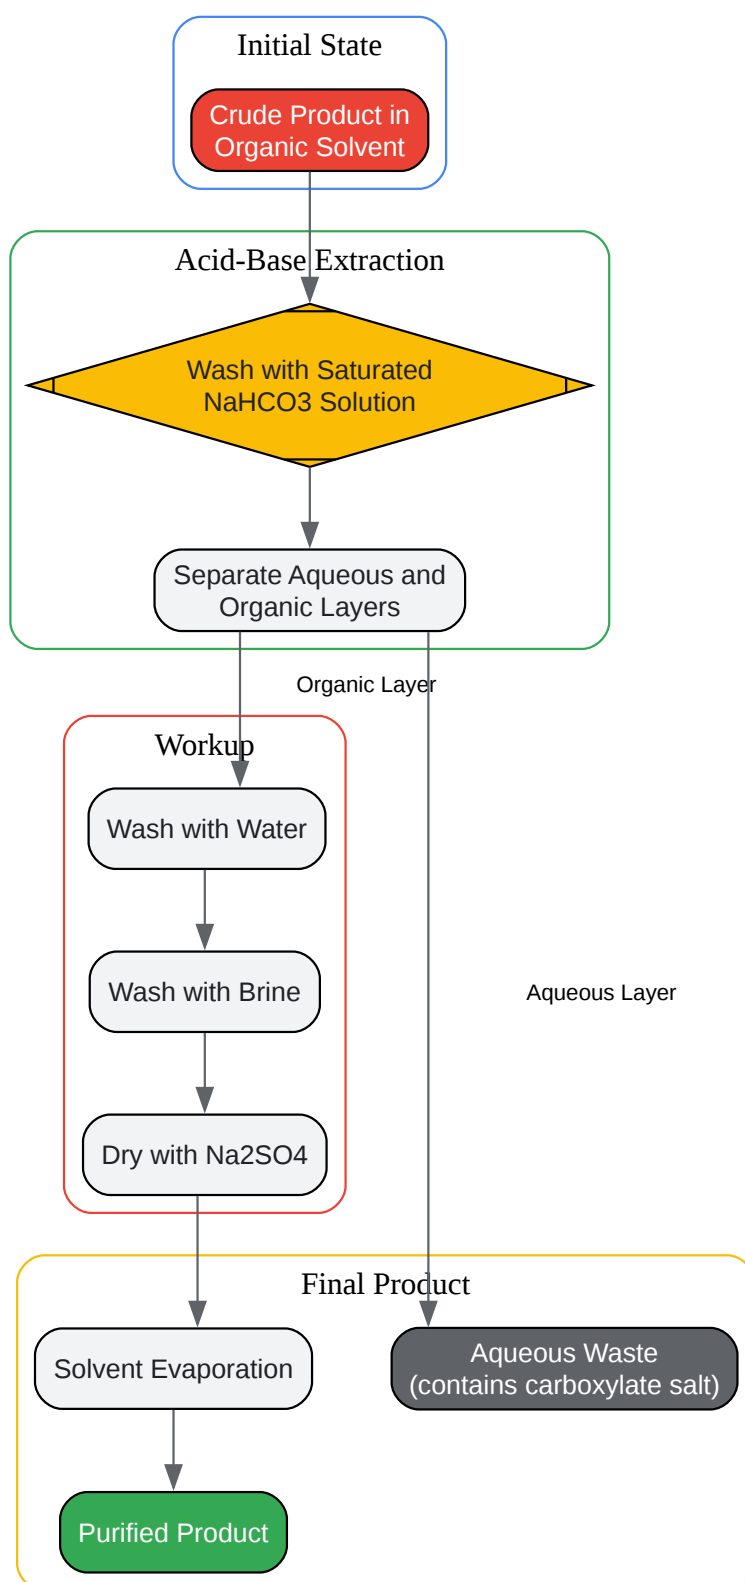 Initial State
Crude Product in
Organic Solvent
Acid-Base Extraction
Wash with Saturated
NaHCO3 Solution
Separate Aqueous and
Organic Layers
Organic Layer
Workup
Wash with Water
Wash with Brine
Aqueous Layer
Dry with Na2SO4
Final Product
Solvent Evaporation
Aqueous Waste
(contains carboxylate salt)
Purified Product